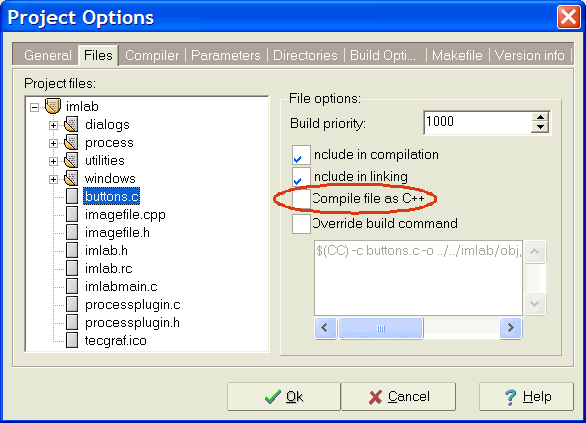 Project Options
General Files Compiler Parameters Directories Build Opti... Makefile Version info
Project files:
imlab
dialogs
process
utilities
windows
buttons.c
imagefile.cpp
imagefile.h
imlab.h
imlab.rc
imlabmain.c
processplugin.c
processplugin.h
tecgraf.ico
File options:
Build priority: 1000
Include in compilation
Include in linking
Compile file as C++
Override build command
$(CC) -c buttons.c -o ../../imlab/obj,
Ok Cancel Help